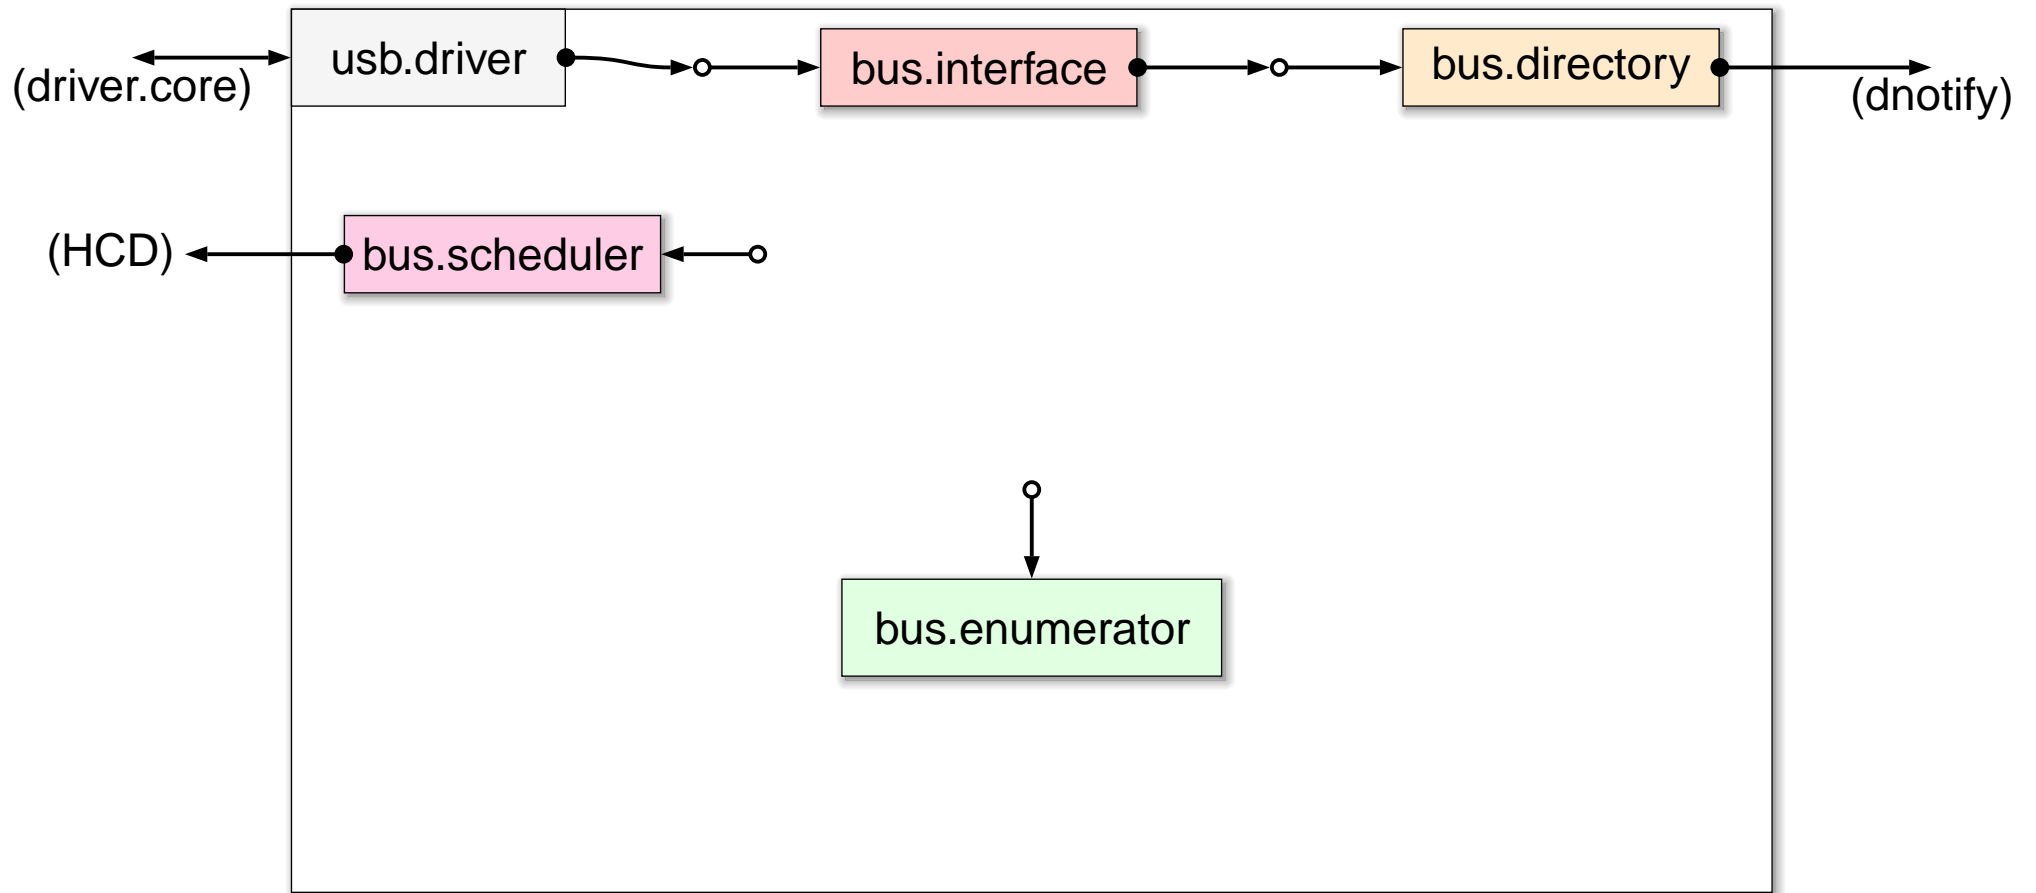 usb.driver
bus.interface
bus.directory
(driver.core)
(dnotify)
(HCD)
bus.scheduler
bus.enumerator